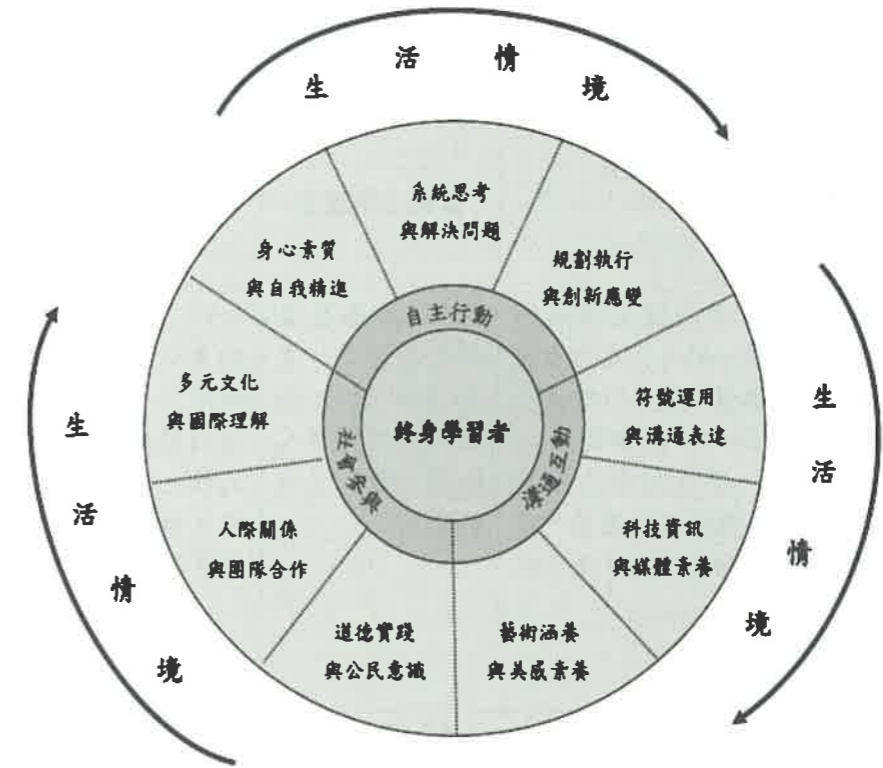 生活情境
系統思考
與解決問題
規劃執行
與創新應變
符號運用
與溝通表達
科技資訊
與媒體素養
藝術涵養
與美感素養
道德實踐
與公民意識
人際關係
與團隊合作
多元文化
與國際理解
身心素質
與自我精進
自主行動
溝通互動
社會參與
終身學習者
生活情境
生活情境